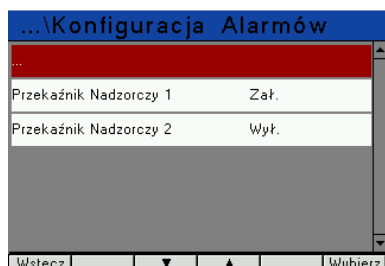 ...\Konfiguracja Alarmów
...
Przekaźnik Nadzorczy 1 Zał.
Przekaźnik Nadzorczy 2 Wył.
Wstecz ▼ ▲ Wybierz